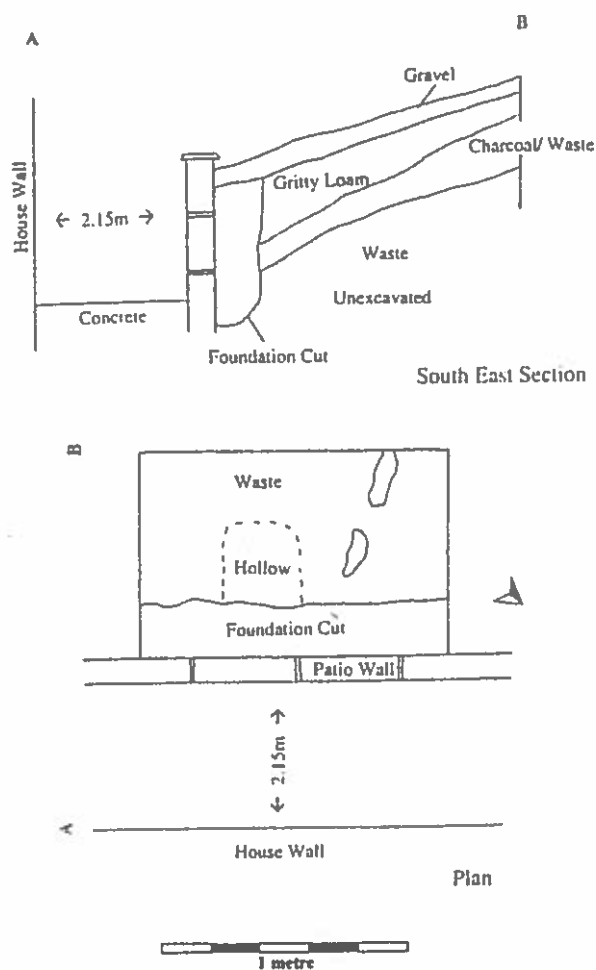 A
B
Gravel
Charcoal/ Waste
Gritty Loam
House Wall
2.15m
Waste
Unexcavated
Concrete
Foundation Cut
South East Section
B
Waste
Hollow
Foundation Cut
Patio Wall
2.15m
A
House Wall
Plan
1 metre